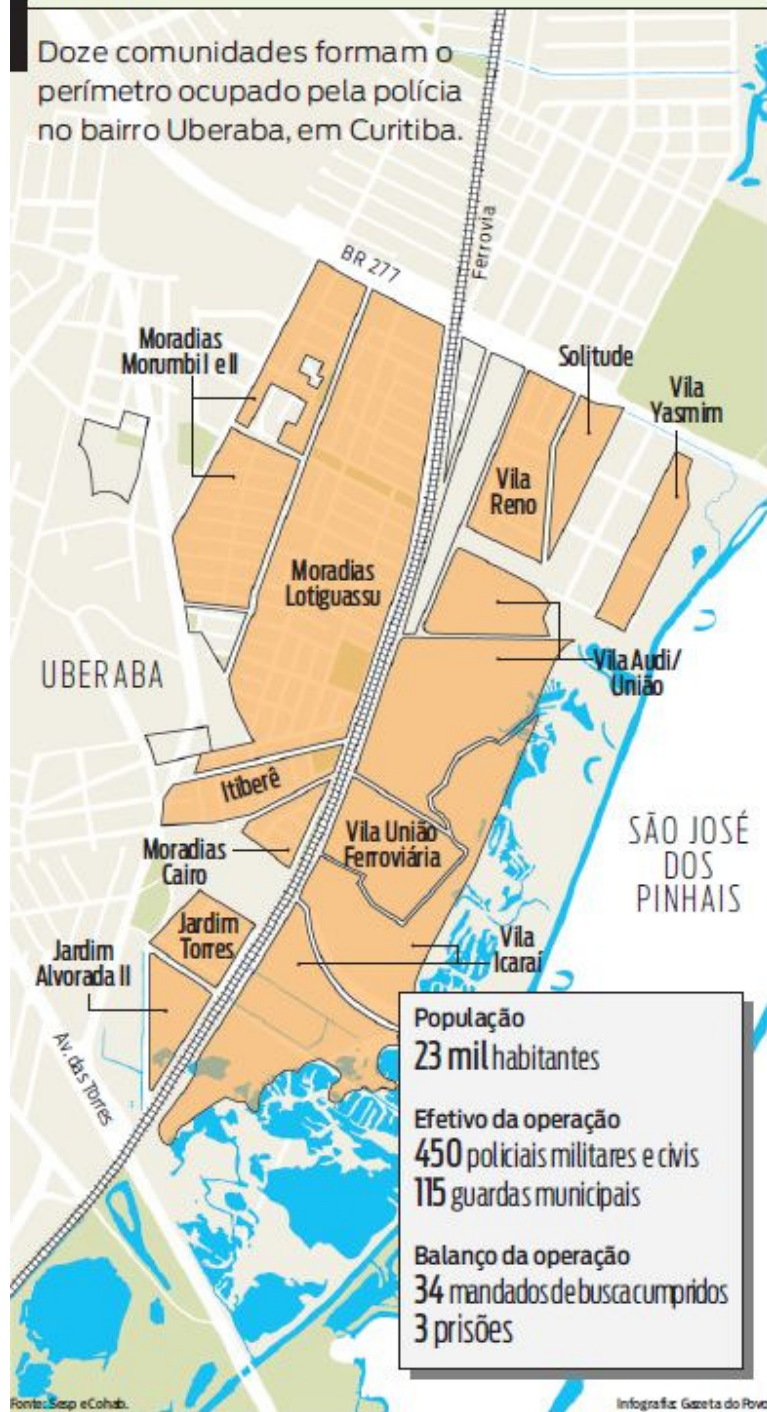 Doze comunidades formam o
perímetro ocupado pela polícia
no bairro Uberaba, em Curitiba.
Ferrovia
BR 277
Moradias
Morumbi I e II
Solitude
Vila
Yasmim
Vila
Reno
Moradias
Lotiguassu
UBERABA
Vila Audi/
União
Itiberê
SÃO JOSÉ
DOS
PINHAIS
Moradias
Cairo
Vila União
Ferroviária
Jardim
Torres
Vila
Icaraí
Jardim
Alvorada II
Av. das Torres
População
23 mil habitantes
Efetivo da operação
450 policiais militares e civis
115 guardas municipais
Balanço da operação
34 mandados de busca cumpridos
3 prisões
Fonte: Sesp e Cohab.
Infografia: Gazeta do Povo